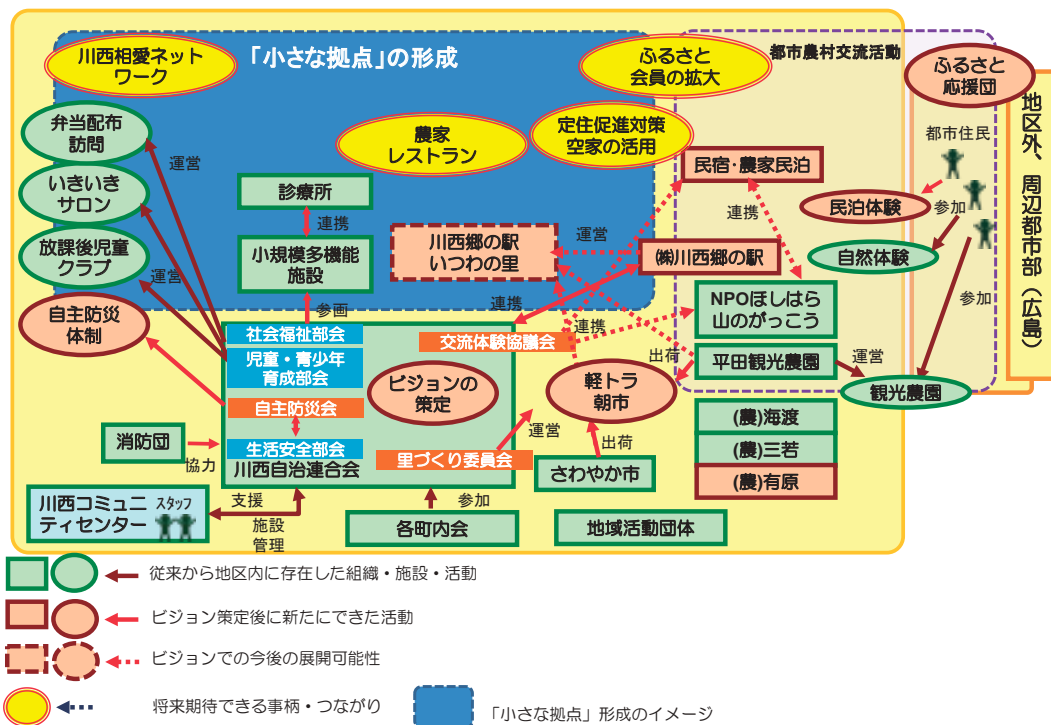 川西相愛ネット
ワーク
「小さな拠点」の形成
ふるさと
会員の拡大
都市農村交流活動
ふるさと
応援団
地区外、周辺都市部（広島）
弁当配布
訪問
運営
農家
レストラン
定住促進対策
空家の活用
都市住民
民宿・農家民泊
いきいき
サロン
診療所
連携
連携
民泊体験
参加
放課後児童
クラブ
小規模多機能
施設
川西郷の駅
いつわの里
運営
㈱川西郷の駅
自然体験
運営
参画
連携
連携
NPOほしはら
山のがっこう
参加
自主防災
体制
社会福祉部会
交流体験協議会
児童・青少年
育成部会
ビジョンの
策定
軽トラ
朝市
出荷
平田観光農園
運営
観光農園
自主防災会
消防団
協力
生活安全部会
川西自治連合会
里づくり委員会
運営
出荷
さわやか市
(農)海渡
(農)三若
(農)有原
川西コミュニ
ティセンター
スタッフ
支援
施設
管理
参加
各町内会
地域活動団体
従来から地区内に存在した組織・施設・活動
ビジョン策定後に新たにできた活動
ビジョンでの今後の展開可能性
将来期待できる事柄・つながり
「小さな拠点」形成のイメージ